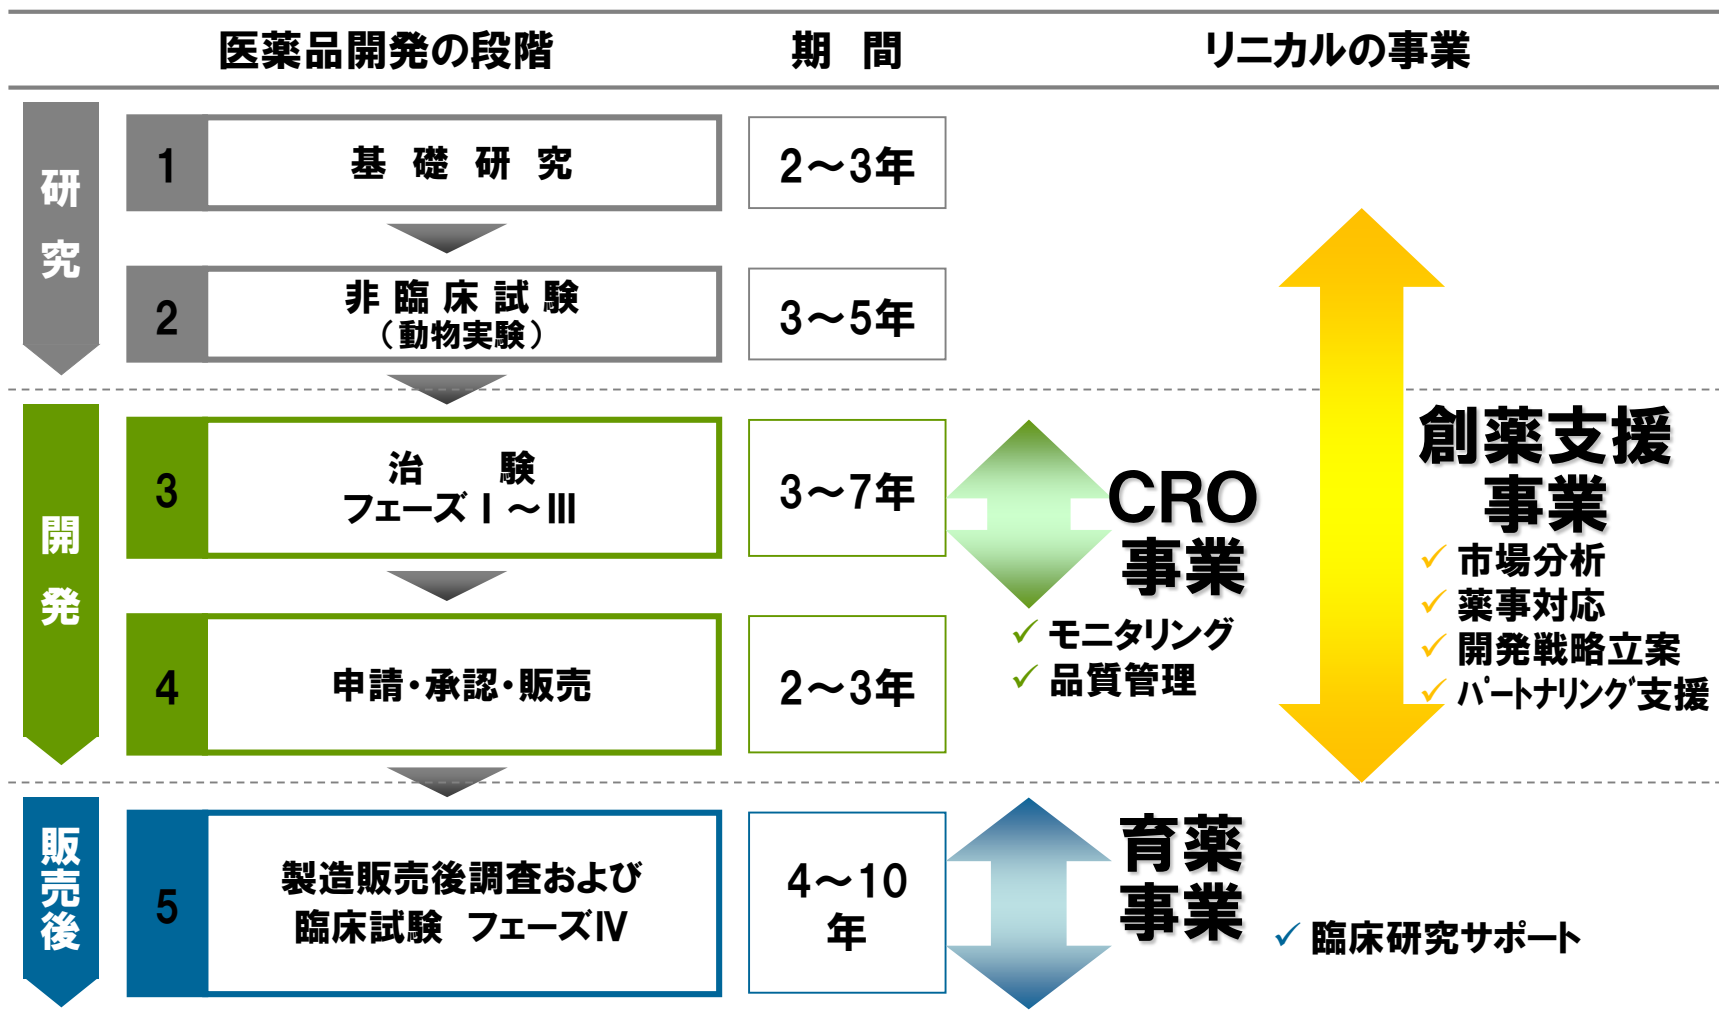 医薬品開発の段階
期 間
リニカルの事業
研究
1
基 礎 研 究
2～3年
2
非 臨 床 試 験
（動物実験）
3～5年
開発
3
治 験
フェーズⅠ～Ⅲ
3～7年
CRO
事業
✓ モニタリング
✓ 品質管理
創薬支援
事業
✓ 市場分析
✓ 薬事対応
✓ 開発戦略立案
✓ ﾊﾟｰﾄﾅﾘﾝｸﾞ支援
4
申請・承認・販売
2～3年
販売後
5
製造販売後調査および
臨床試験 フェーズⅣ
4～10
年
育薬
事業
✓ 臨床研究サポート